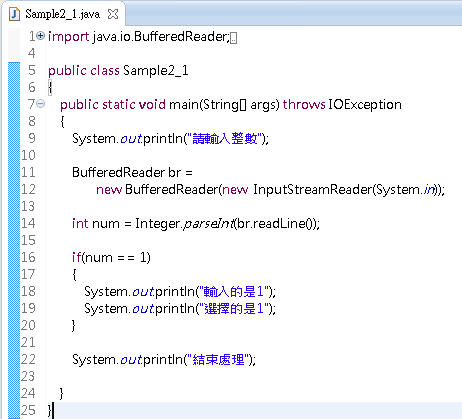 Sample2_1.java
1 import java.io.BufferedReader;
4
5 public class Sample2_1
6 {
7 public static void main(String[] args) throws IOException
8 {
9 System.out.println("請輸入整數");
10
11 BufferedReader br =
12 new BufferedReader(new InputStreamReader(System.in));
13
14 int num = Integer.parseInt(br.readLine());
15
16 if(num == 1)
17 {
18 System.out.println("輸入的是1");
19 System.out.println("選擇的是1");
20 }
21
22 System.out.println("結束處理");
23
24 }
25 }